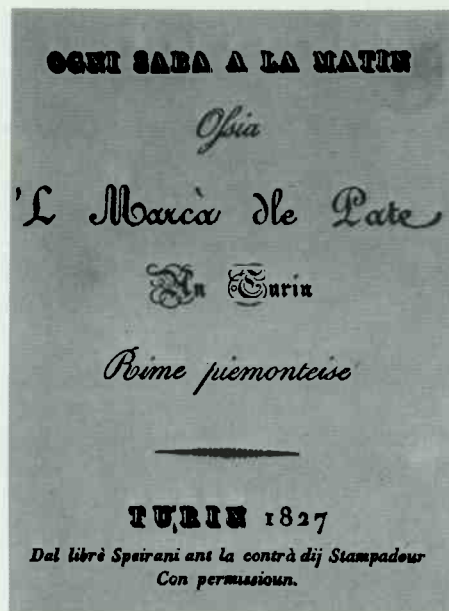 OGNI SABA A LA MATIN
Ossia
'L Marcà dle Pate
An Turin
Rime piemonteise
TURIN 1827
Dal librè Speirani ant la contrà dij Stampadour
Con permissioun.